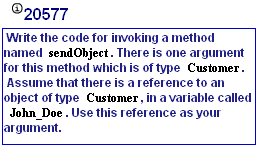 20577
Write the code for invoking a method
named sendObject. There is one argument
for this method which is of type Customer.
Assume that there is a reference to an
object of type Customer, in a variable called
John_Doe. Use this reference as your
argument.